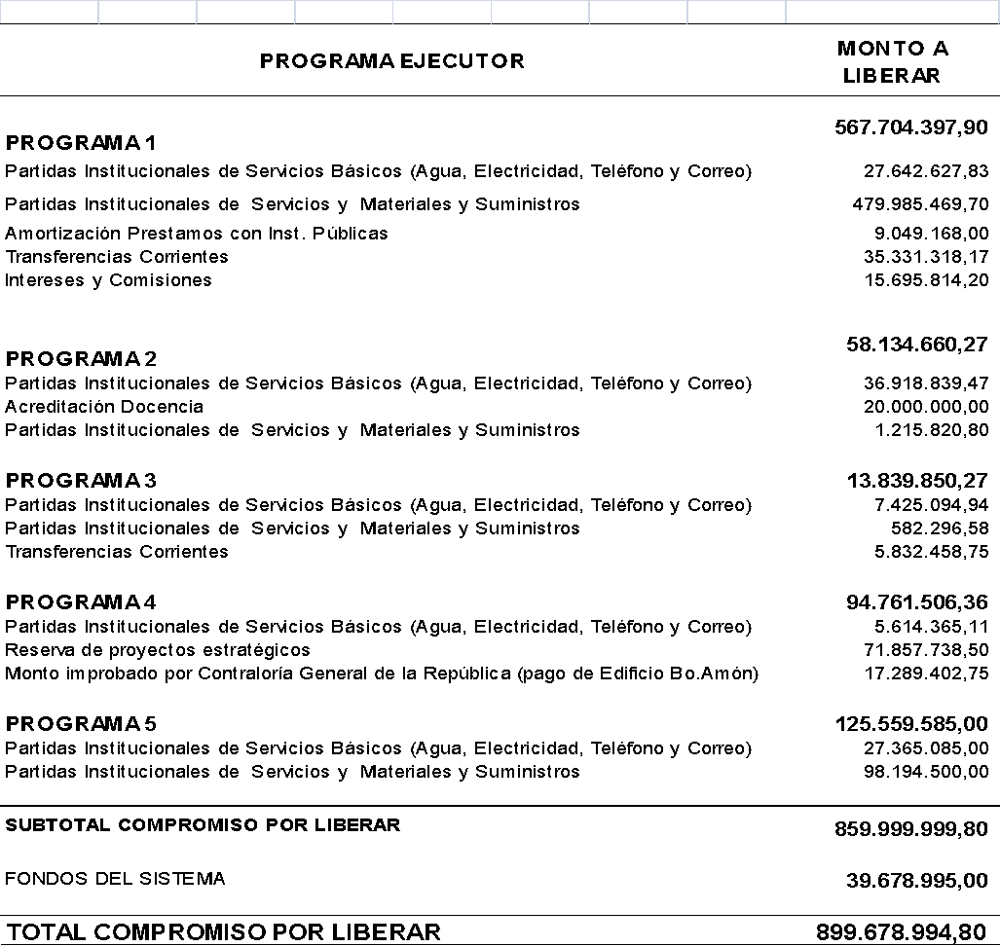 PROGRAMA EJECUTOR MONTO A
LIBERAR
567.704.397,90
PROGRAMA 1
Partidas Institucionales de Servicios Básicos (Agua, Electricidad, Teléfono y Correo) 27.642.627,83
Partidas Institucionales de Servicios y Materiales y Suministros 479.985.469,70
Amortización Prestamos con Inst. Públicas 9.049.168,00
Transferencias Corrientes 35.331.318,17
Intereses y Comisiones 15.695.814,20
58.134.660,27
PROGRAMA 2
Partidas Institucionales de Servicios Básicos (Agua, Electricidad, Teléfono y Correo) 36.918.839,47
Acreditación Docencia 20.000.000,00
Partidas Institucionales de Servicios y Materiales y Suministros 1.215.820,80
PROGRAMA 3 13.839.850,27
Partidas Institucionales de Servicios Básicos (Agua, Electricidad, Teléfono y Correo) 7.425.094,94
Partidas Institucionales de Servicios y Materiales y Suministros 582.296,58
Transferencias Corrientes 5.832.458,75
PROGRAMA 4 94.761.506,36
Partidas Institucionales de Servicios Básicos (Agua, Electricidad, Teléfono y Correo) 5.614.365,11
Reserva de proyectos estratégicos 71.857.738,50
Monto improbado por Contraloría General de la República (pago de Edificio Bo.Amón) 17.289.402,75
PROGRAMA 5 125.559.585,00
Partidas Institucionales de Servicios Básicos (Agua, Electricidad, Teléfono y Correo) 27.365.085,00
Partidas Institucionales de Servicios y Materiales y Suministros 98.194.500,00
SUBTOTAL COMPROMISO POR LIBERAR 859.999.999,80
FONDOS DEL SISTEMA 39.678.995,00
TOTAL COMPROMISO POR LIBERAR 899.678.994,80